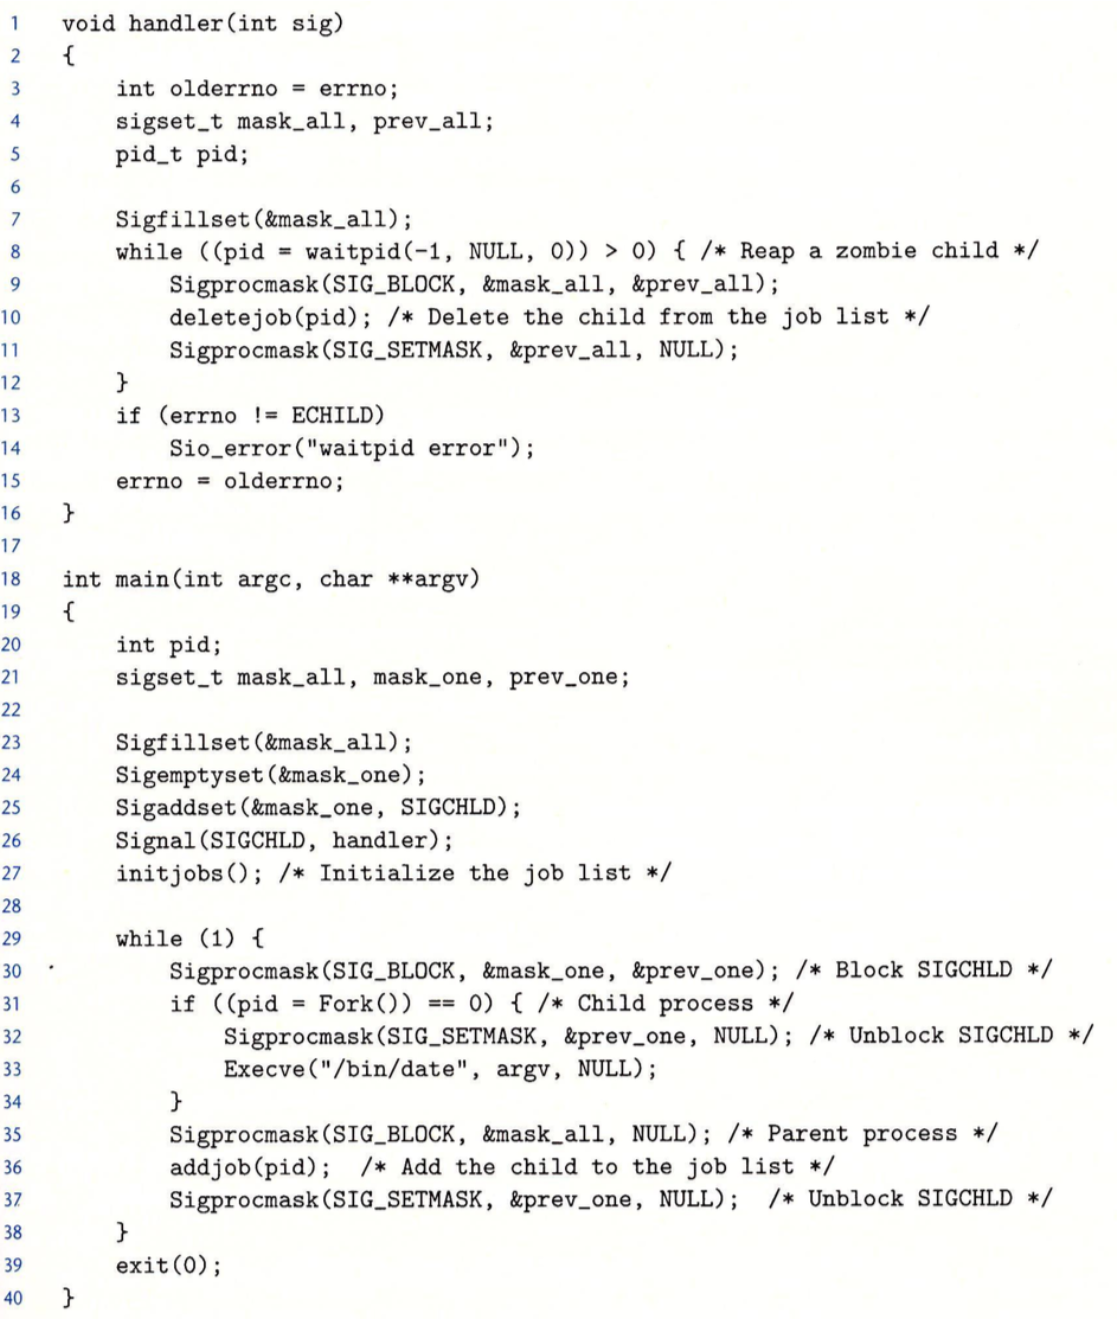 1 void handler(int sig)
2 {
3     int olderrno = errno;
4     sigset_t mask_all, prev_all;
5     pid_t pid;
6
7     Sigfillset(&mask_all);
8     while ((pid = waitpid(-1, NULL, 0)) > 0) { /* Reap a zombie child */
9         Sigprocmask(SIG_BLOCK, &mask_all, &prev_all);
10         deletejob(pid); /* Delete the child from the job list */
11         Sigprocmask(SIG_SETMASK, &prev_all, NULL);
12     }
13     if (errno != ECHILD)
14         Sio_error("waitpid error");
15     errno = olderrno;
16 }
17
18 int main(int argc, char **argv)
19 {
20     int pid;
21     sigset_t mask_all, mask_one, prev_one;
22
23     Sigfillset(&mask_all);
24     Sigemptyset(&mask_one);
25     Sigaddset(&mask_one, SIGCHLD);
26     Signal(SIGCHLD, handler);
27     initjobs(); /* Initialize the job list */
28
29     while (1) {
30         Sigprocmask(SIG_BLOCK, &mask_one, &prev_one); /* Block SIGCHLD */
31         if ((pid = Fork()) == 0) { /* Child process */
32             Sigprocmask(SIG_SETMASK, &prev_one, NULL); /* Unblock SIGCHLD */
33             Execve("/bin/date", argv, NULL);
34         }
35         Sigprocmask(SIG_BLOCK, &mask_all, NULL); /* Parent process */
36         addjob(pid);  /* Add the child to the job list */
37         Sigprocmask(SIG_SETMASK, &prev_one, NULL);  /* Unblock SIGCHLD */
38     }
39     exit(0);
40 }